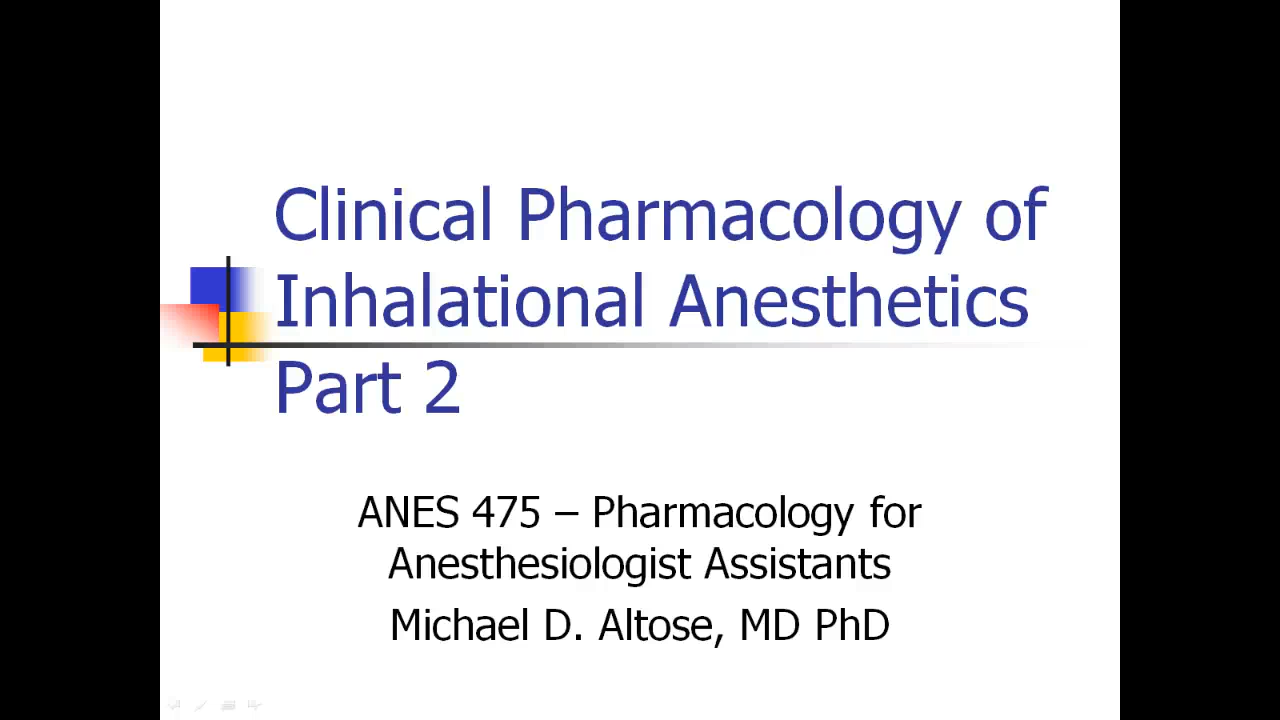 Clinical Pharmacology of
Inhalational Anesthetics
Part 2
ANES 475 – Pharmacology for
Anesthesiologist Assistants
Michael D. Altose, MD PhD